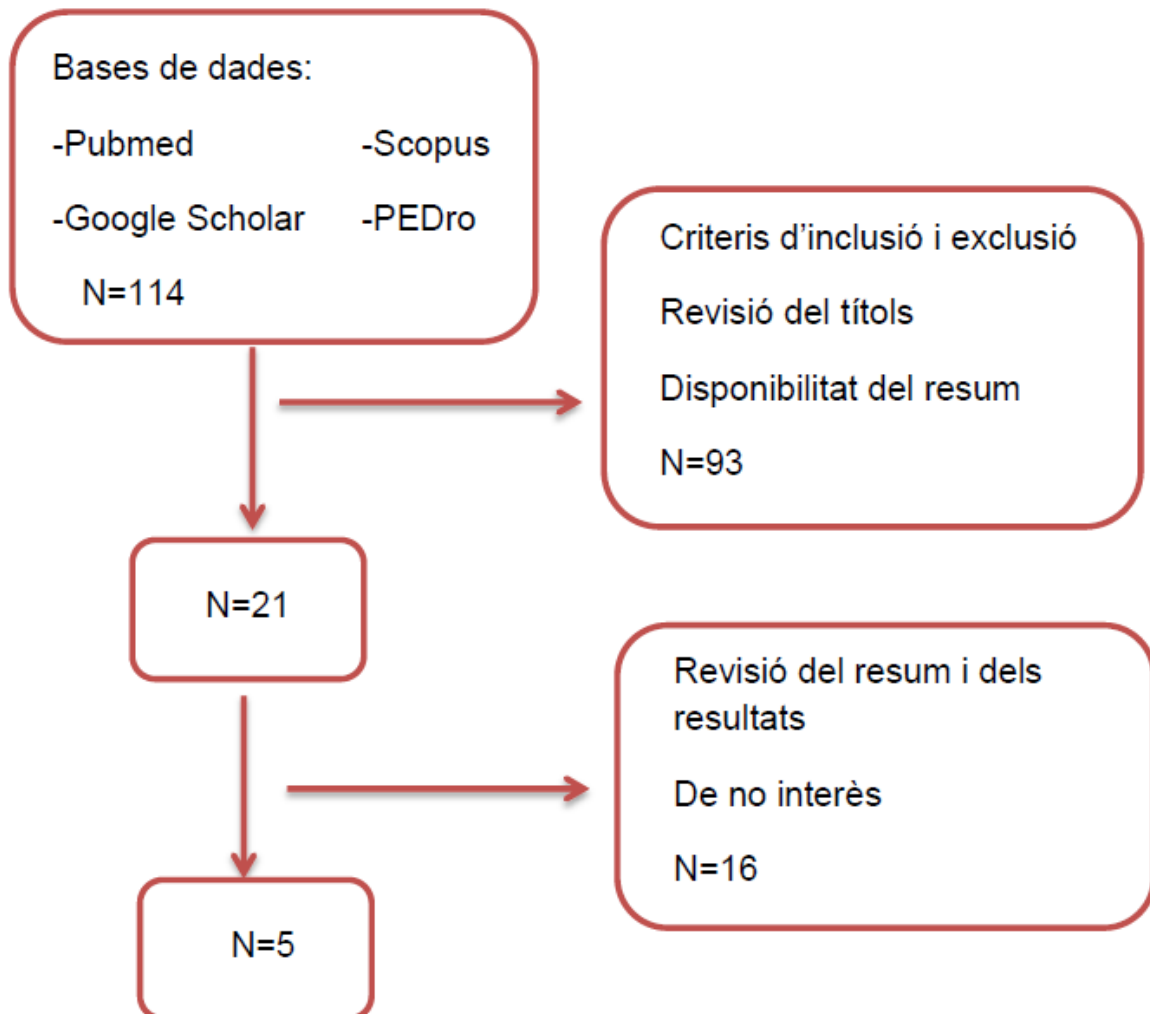 Bases de dades:
-Pubmed -Scopus
-Google Scholar -PEDro
N=114
Criteris d’inclusió i exclusió
Revisió del títols
Disponibilitat del resum
N=93
N=21
Revisió del resum i dels
resultats
De no interès
N=16
N=5